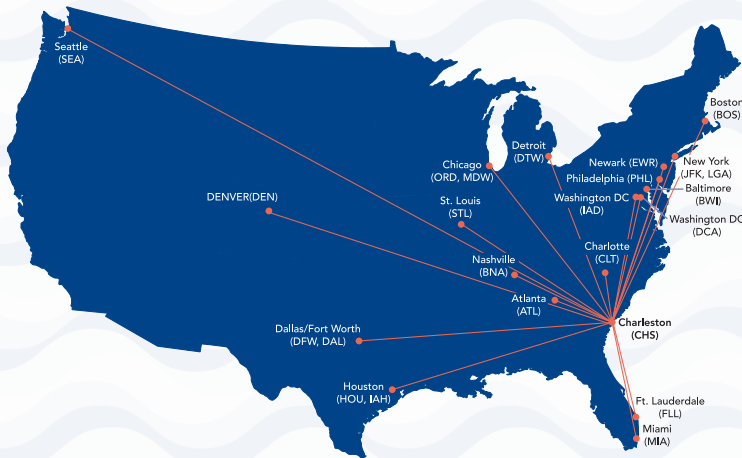 Seattle
(SEA)
Boston
(BOS)
Detroit
(DTW)
Chicago
(ORD, MDW)
Newark (EWR)
New York
(JFK, LGA)
Philadelphia (PHL)
Baltimore
(BWI)
Washington DC
(IAD)
Washington DC
(DCA)
DENVER(DEN)
St. Louis
(STL)
Charlotte
(CLT)
Nashville
(BNA)
Atlanta
(ATL)
Charleston
(CHS)
Dallas/Fort Worth
(DFW, DAL)
Houston
(HOU, IAH)
Ft. Lauderdale
(FLL)
Miami
(MIA)